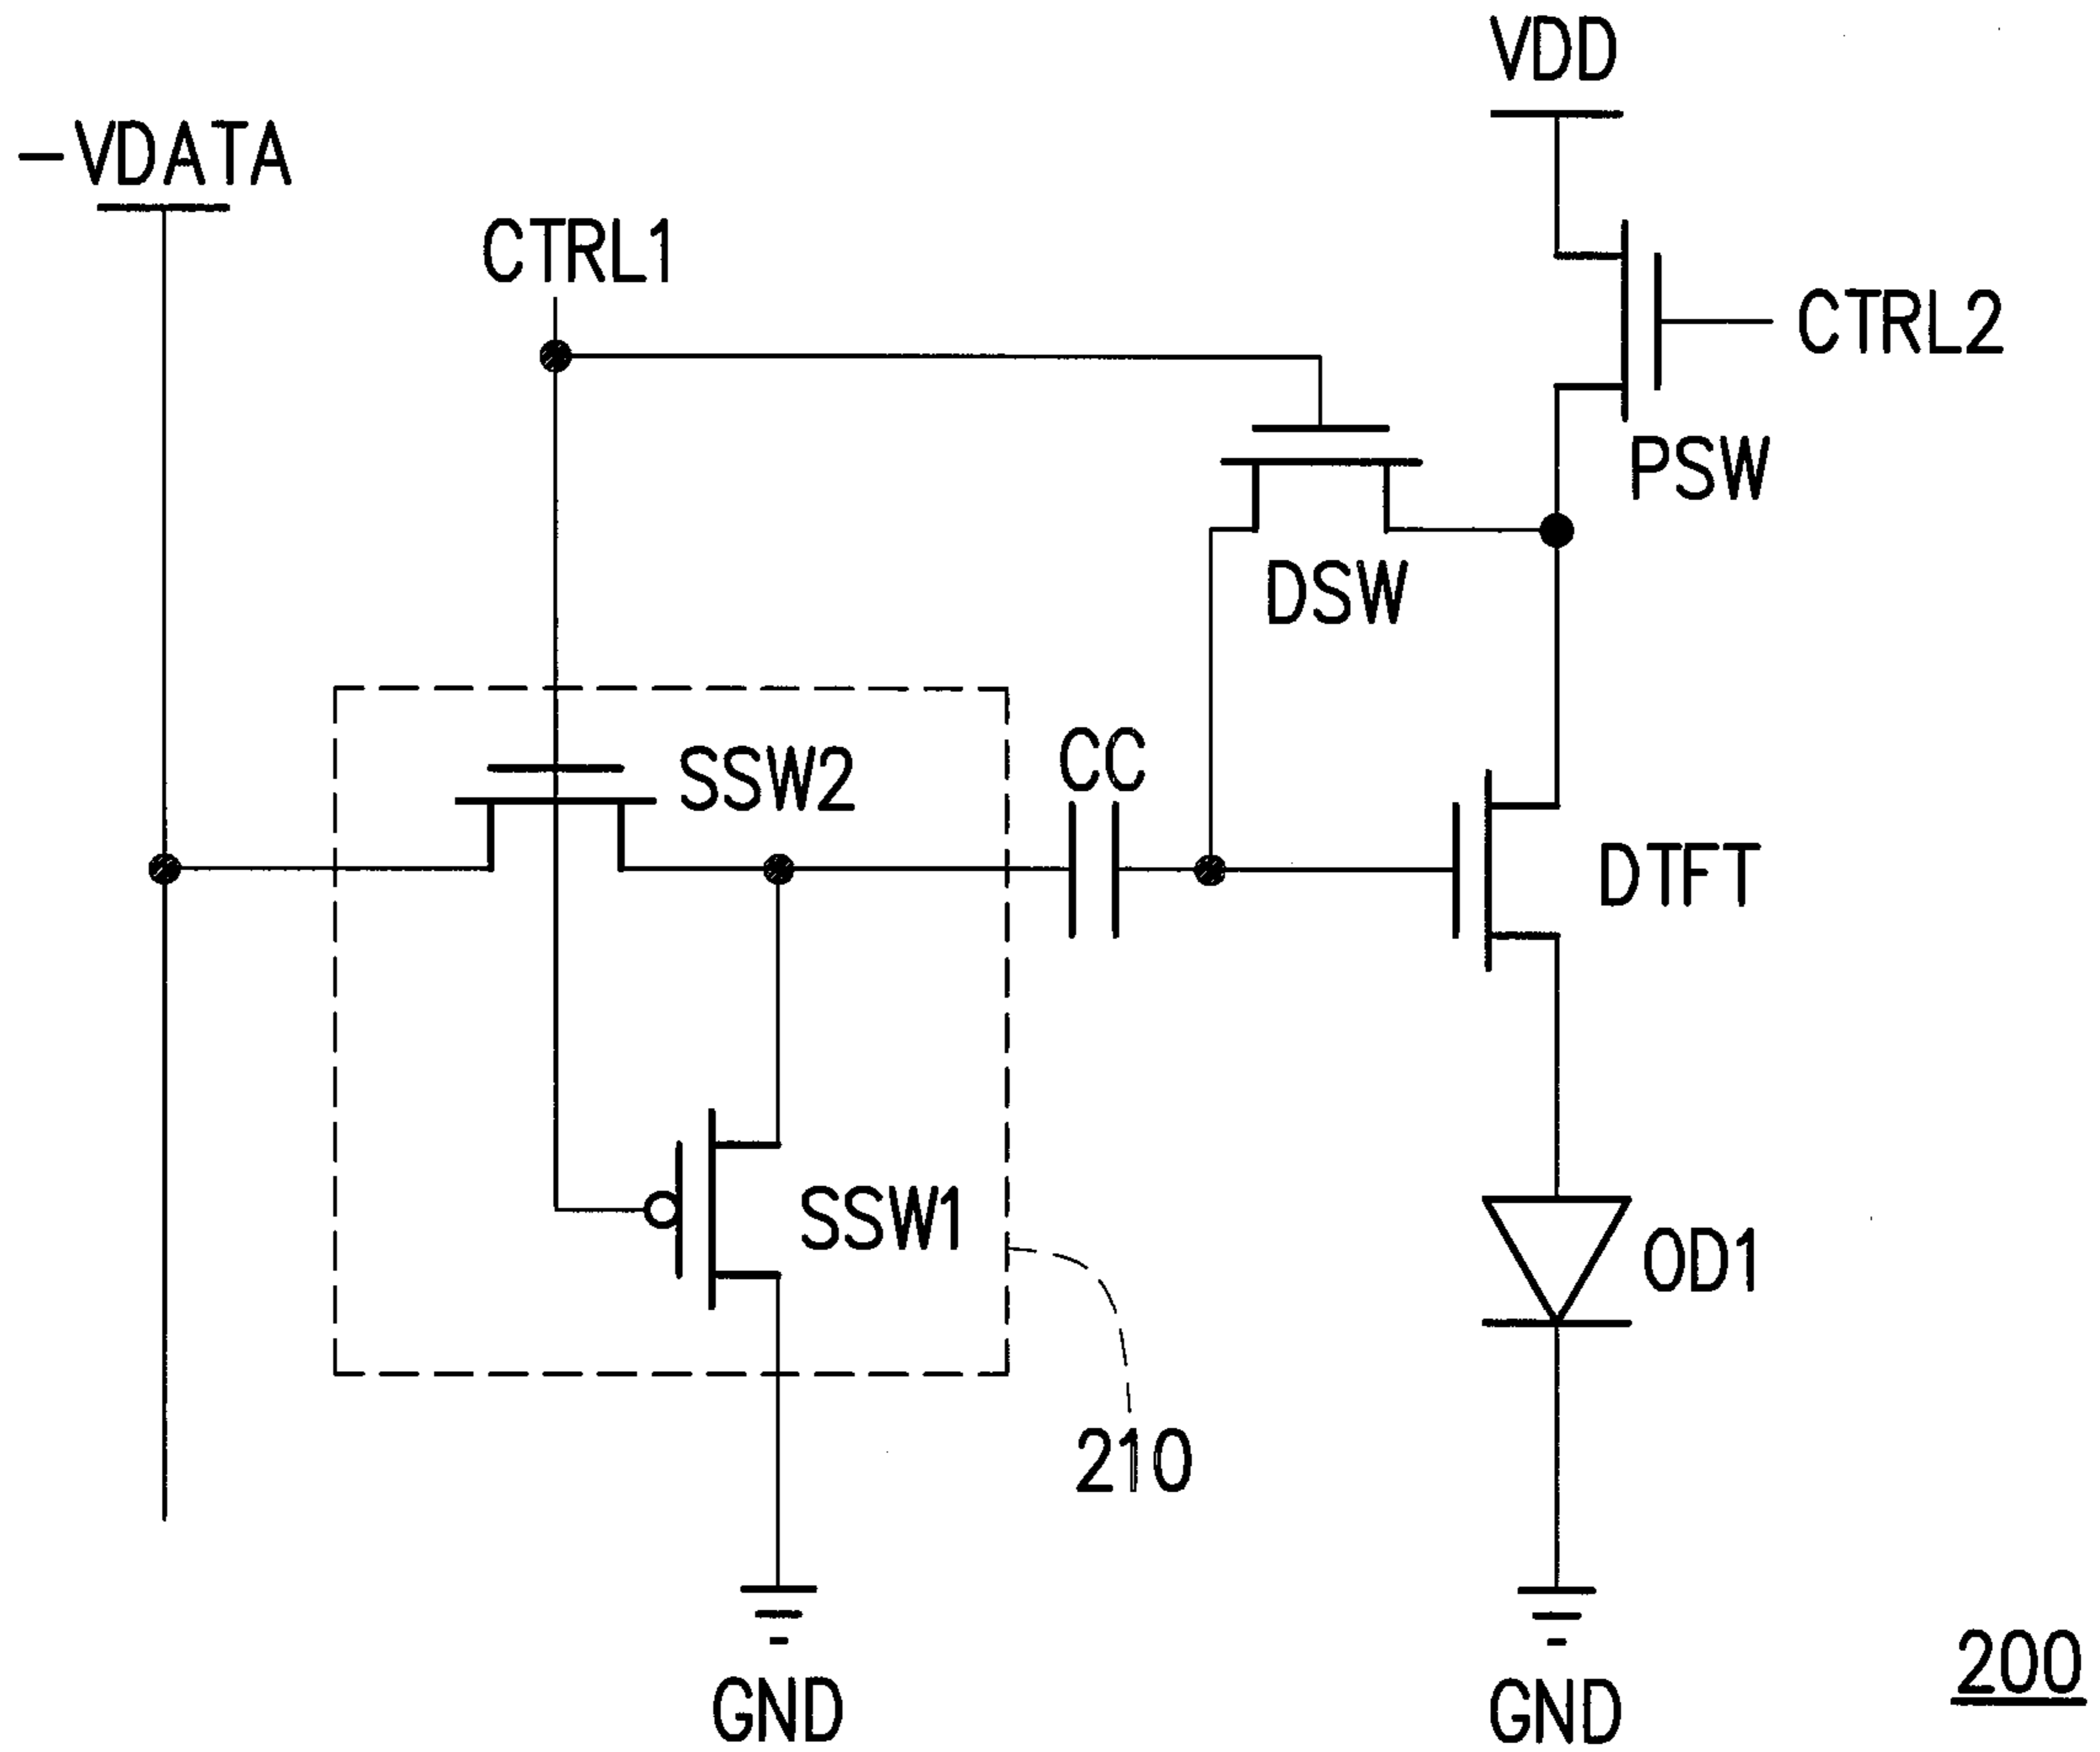 VDD
-VDATA
CTRL1
CTRL2
PSW
DSW
CC
SSW2
DTFT
SSW1
OD1
210
GND
GND
200